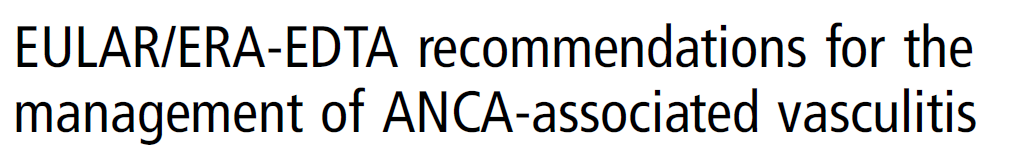 EULAR/ERA-EDTA recommendations for the
management of ANCA-associated vasculitis